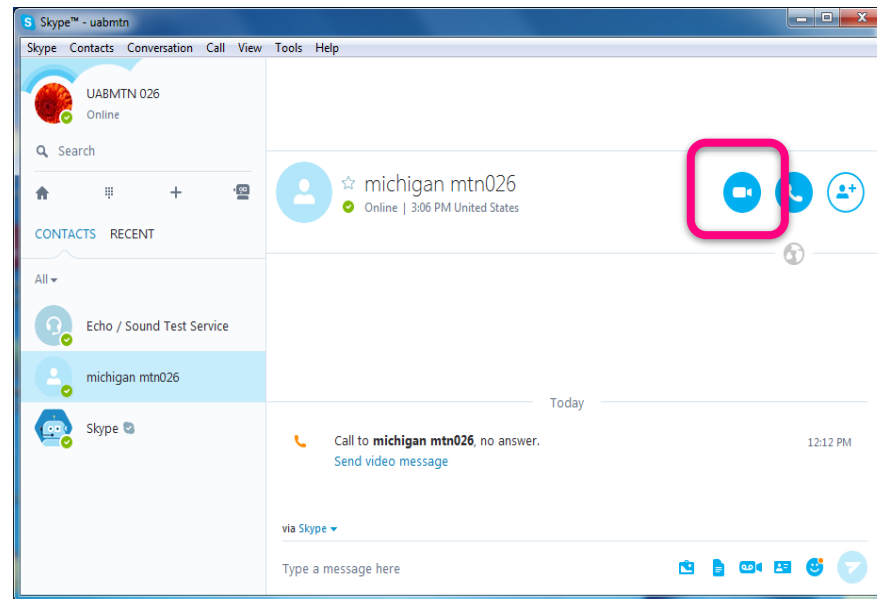 Skype™ - uabmtn
Skype Contacts Conversation Call View Tools Help
UABMTN 026
Online
Search
CONTACTS RECENT
All
Echo / Sound Test Service
michigan mtn026
Skype
michigan mtn026
Online | 3:06 PM United States
Today
Call to michigan mtn026, no answer. 12:12 PM
Send video message
via Skype
Type a message here